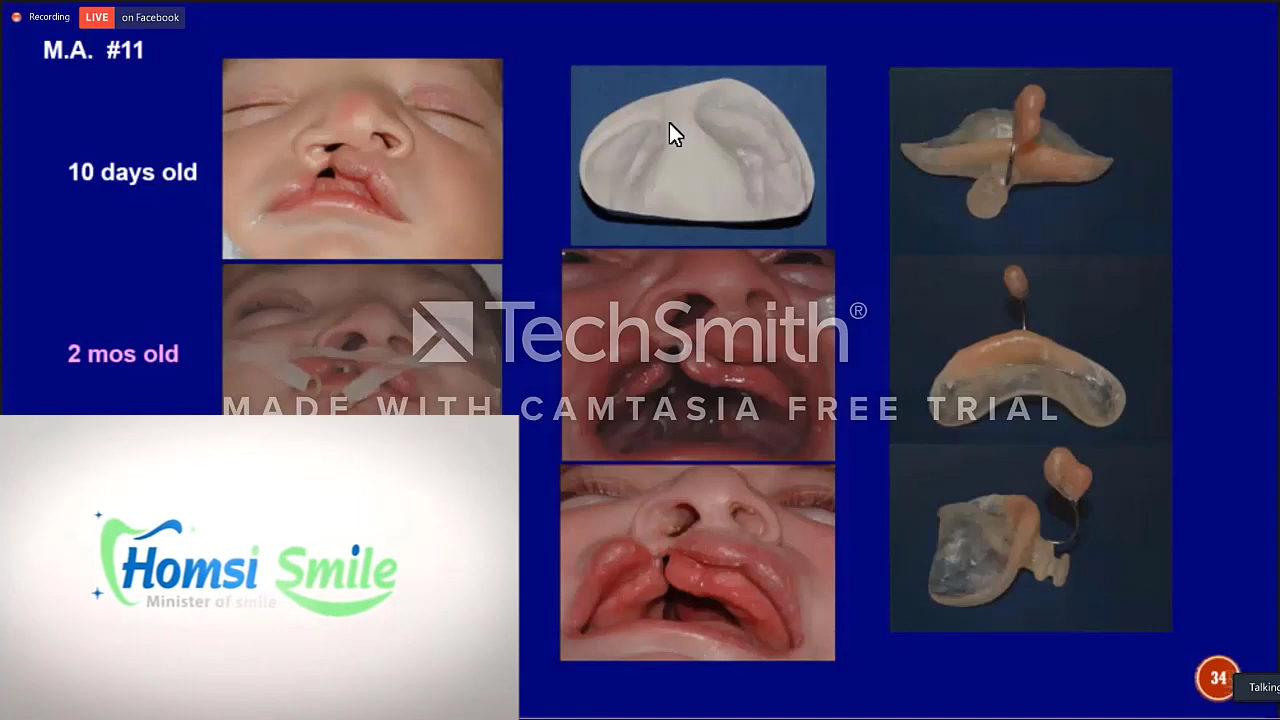 Recording LIVE on Facebook
M.A. #11
10 days old
2 mos old
TechSmith®
MADE WITH CAMTASIA FREE TRIAL
Homsi Smile
Minister of smile
34
Talking